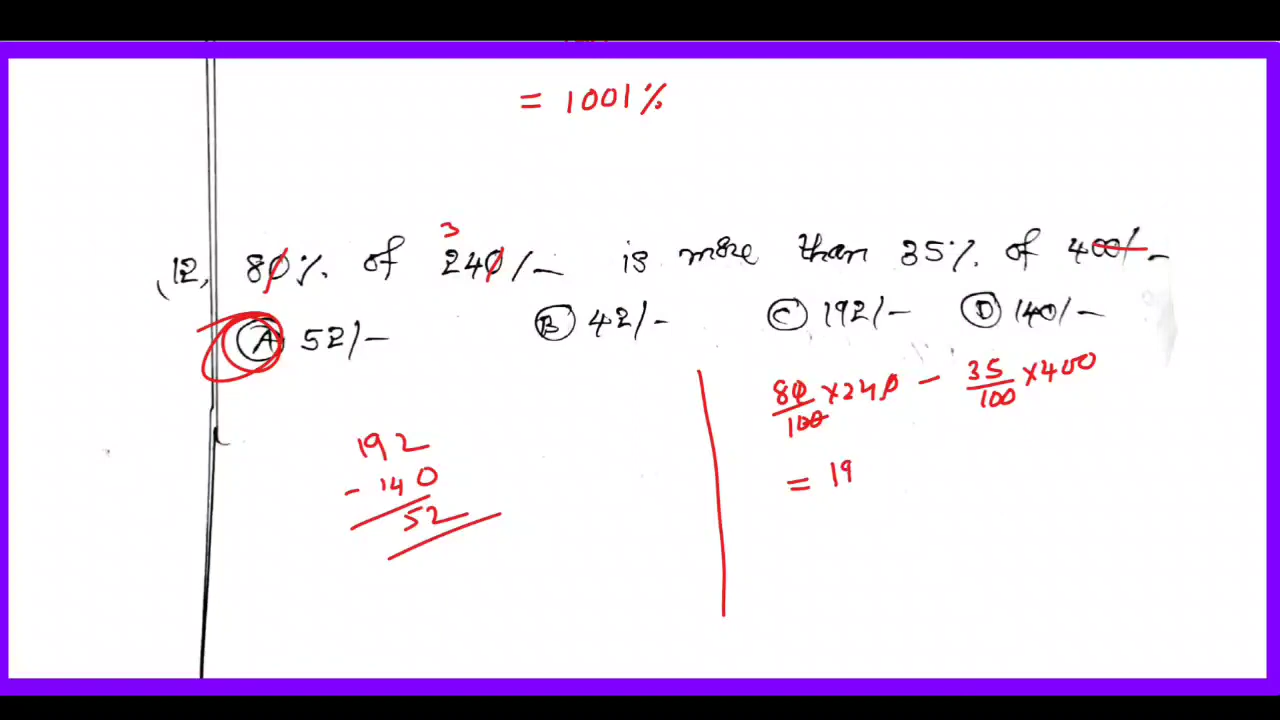 = 1001%
12, 80% of 240/- is more than 35% of 400/-
3
A 52/- B 42/- C 192/- D 140/-
80/100 ×240 - 35/100 ×400
= 19
192
- 140
52